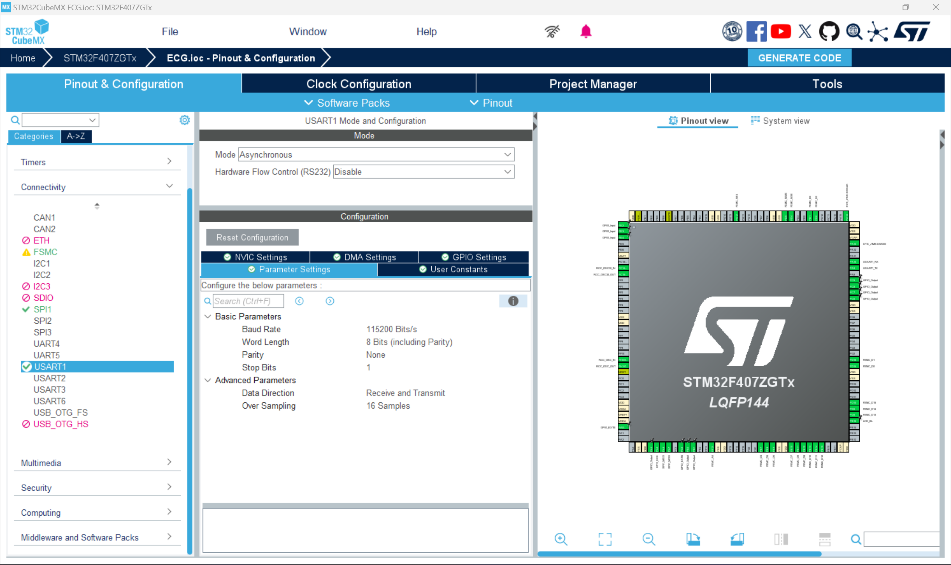 STM32CubeMX ECG.ioc: STM32F407ZGTx
STM32
CubeMX
File
Window
Help
Home
STM32F407ZGTx
ECG.ioc - Pinout & Configuration
GENERATE CODE
Pinout & Configuration
Clock Configuration
Project Manager
Tools
Software Packs
Pinout
Categories
A->Z
Timers
Connectivity
CAN1
CAN2
ETH
FSMC
I2C1
I2C2
I2C3
SDIO
SPI1
SPI2
SPI3
UART4
UART5
USART1
USART2
USART3
USART6
USB_OTG_FS
USB_OTG_HS
Multimedia
Security
Computing
Middleware and Software Packs
USART1 Mode and Configuration
Mode
Mode Asynchronous
Hardware Flow Control (RS232) Disable
Configuration
Reset Configuration
NVIC Settings
DMA Settings
GPIO Settings
Parameter Settings
User Constants
Configure the below parameters :
Search (Ctrl+F)
Basic Parameters
Baud Rate 115200 Bits/s
Word Length 8 Bits (including Parity)
Parity None
Stop Bits 1
Advanced Parameters
Data Direction Receive and Transmit
Over Sampling 16 Samples
Pinout view
System view
STM32F407ZGTx
LQFP144